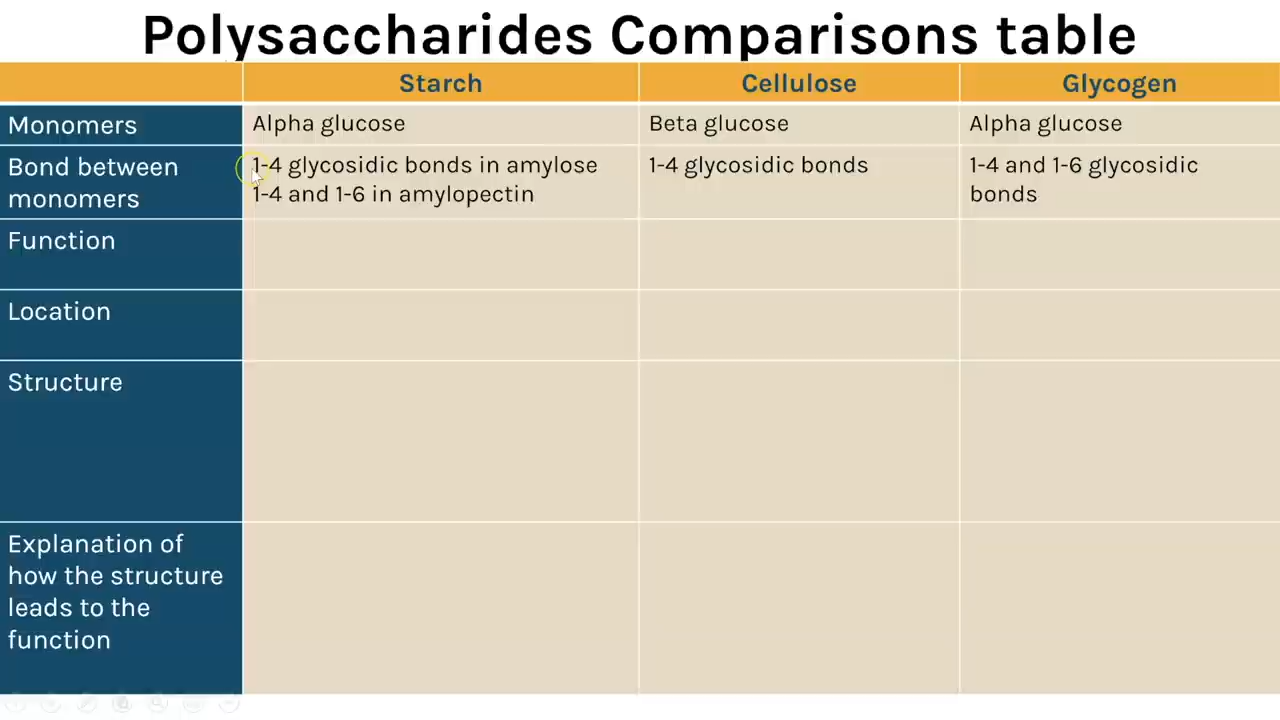 Polysaccharides Comparisons table
Starch
Cellulose
Glycogen
Monomers
Alpha glucose
Beta glucose
Alpha glucose
Bond between
monomers
1-4 glycosidic bonds in amylose
1-4 and 1-6 in amylopectin
1-4 glycosidic bonds
1-4 and 1-6 glycosidic
bonds
Function
Location
Structure
Explanation of
how the structure
leads to the
function